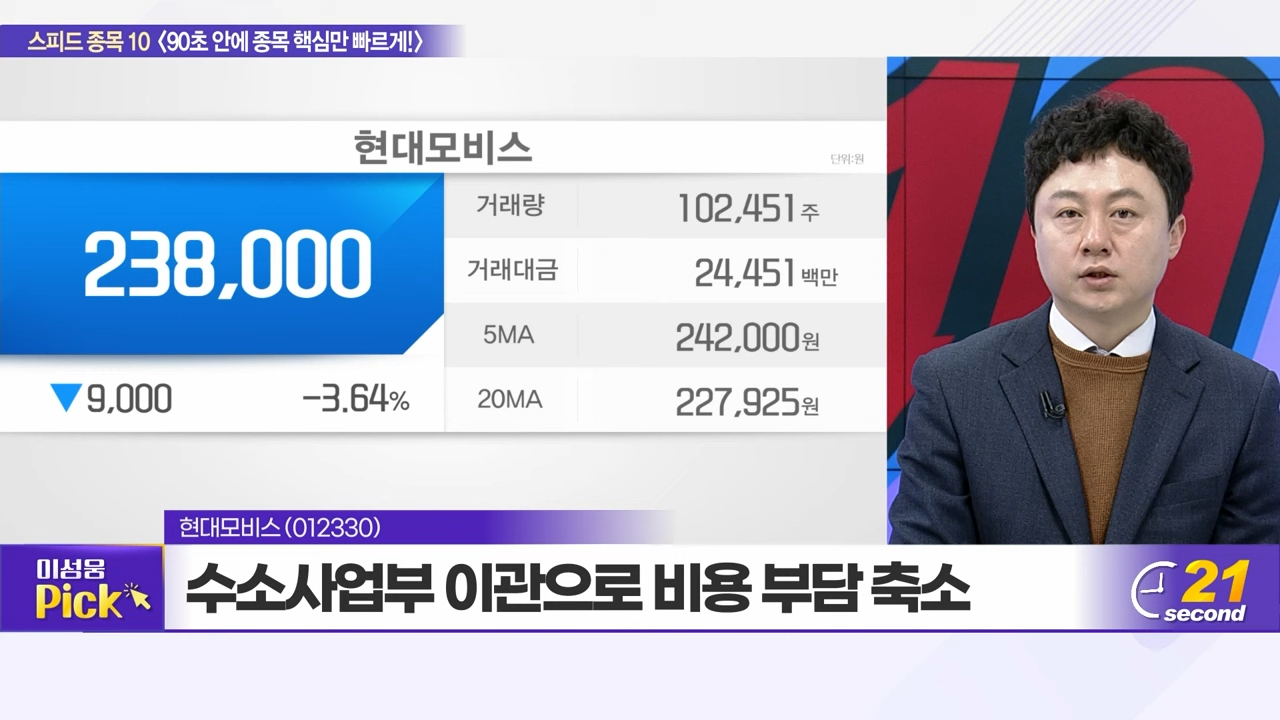 스피드 종목 10 〈90초 안에 종목 핵심만 빠르게!〉
현대모비스
단위:원
238,000
▼9,000 -3.64%
거래량 102,451주
거래대금 24,451백만
5MA 242,000원
20MA 227,925원
현대모비스(012330)
이성웅
Pick
수소사업부 이관으로 비용 부담 축소
21
second